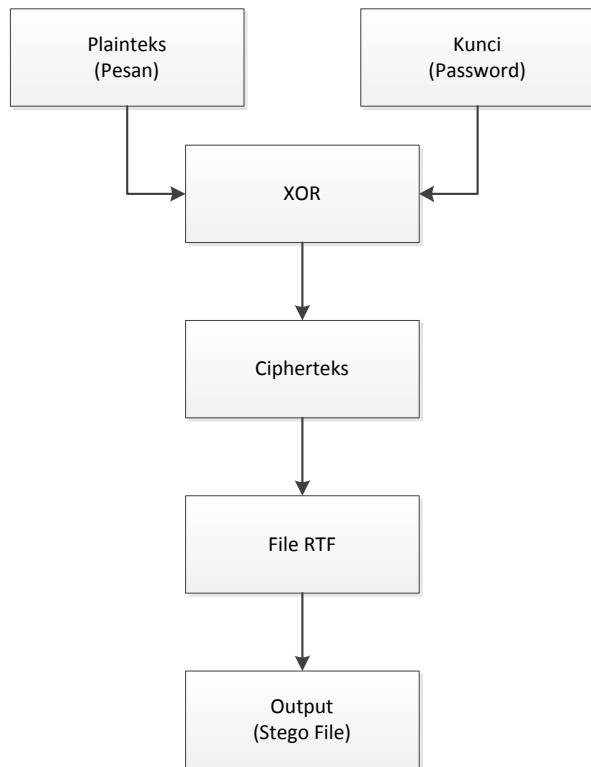 Plainteks
(Pesan)
Kunci
(Password)
XOR
Cipherteks
File RTF
Output
(Stego File)